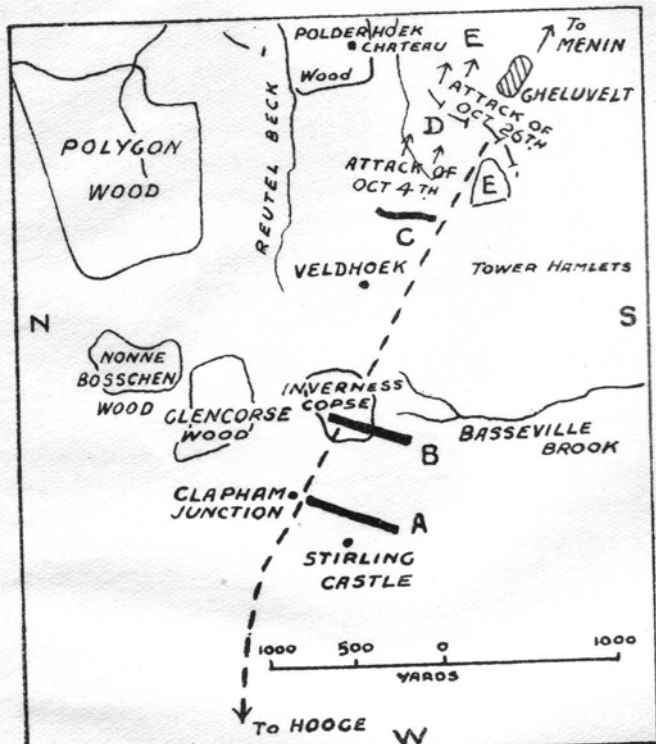 POLDERHOEK
CHATEAU
Wood
E
To
MENIN
GHELUVELT
ATTACK OF
OCT 26TH
D
ATTACK OF
OCT 4TH
E
C
POLYGON
WOOD
REUTEL BECK
VELDHOEK
TOWER HAMLETS
N
S
NONNE
BOSSCHEN
WOOD
GLENCORSE
WOOD
INVERNESS
COPSE
B
BASSEVILLE
BROOK
CLAPHAM
JUNCTION
A
STIRLING
CASTLE
1000 500 0 1000
YARDS
To HOOGE
W